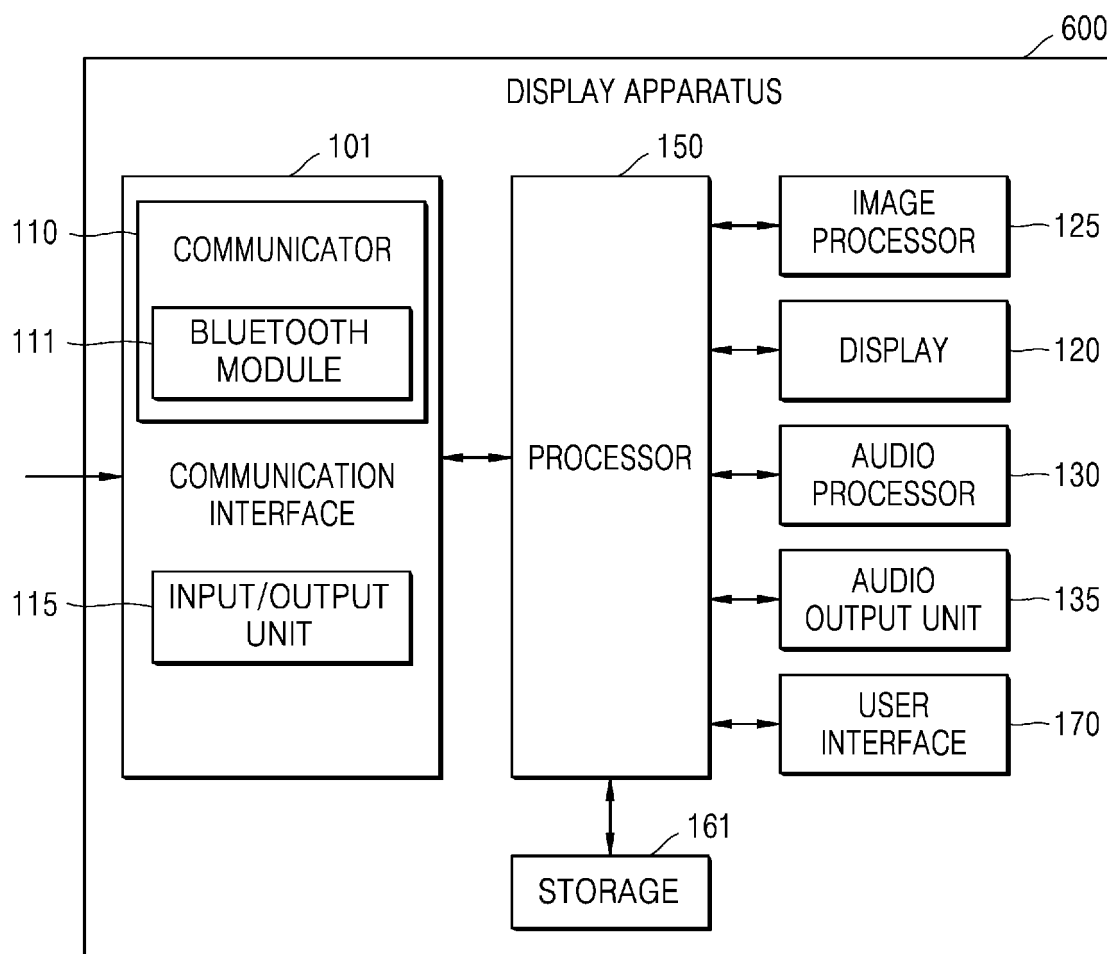 600
DISPLAY APPARATUS
101
150
110
COMMUNICATOR
111
BLUETOOTH
MODULE
COMMUNICATION
INTERFACE
115
INPUT/OUTPUT
UNIT
PROCESSOR
IMAGE
PROCESSOR
125
DISPLAY
120
AUDIO
PROCESSOR
130
AUDIO
OUTPUT UNIT
135
USER
INTERFACE
170
161
STORAGE